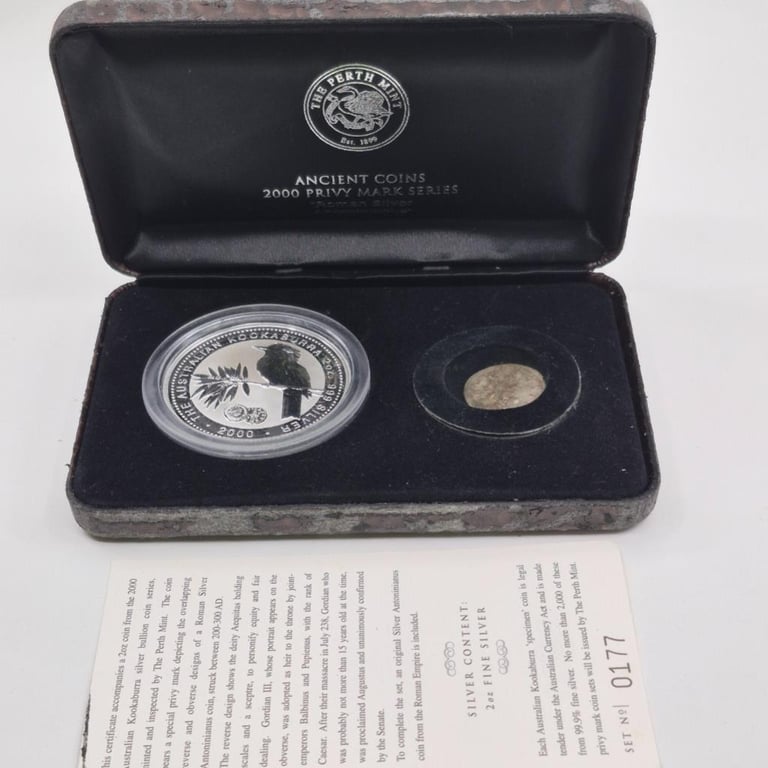 THE PERTH MINT
Est. 1899
ANCIENT COINS
2000 PRIVY MARK SERIES
"Roman Silver
THE AUSTRALIAN KOOKABURRA 2oz 999 SILVER
2000
his certificate accompanies a 2oz coin from the 2000
ustralian Kookaburra silver bullion coin series,
inted and inspected by The Perth Mint. The coin
ears a special privy mark depicting the overlapping
everse and obverse designs of a Roman Silver
Antoninianus coin, struck between 200-300 AD.
The reverse design shows the deity Aequitas holding
scales and a sceptre, to personify equity and fair
dealing. Gordian III, whose portrait appears on the
obverse, was adopted as heir to the throne by joint-
emperors Balbinus and Pupienus, with the rank of
Caesar. After their massacre in July 238, Gordian who
was probably not more than 15 years old at the time,
was proclaimed Augustus and unanimously confirmed
by the Senate.
To complete the set, an original Silver Antoninianus
coin from the Roman Empire is included.
SILVER CONTENT:
2oz FINE SILVER
Each Australian Kookaburra 'specimen' coin is legal
tender under the Australian Currency Act and is made
from 99.9% fine silver. No more than 2,000 of these
privy mark coin sets will be issued by The Perth Mint.
SET Nº 0177